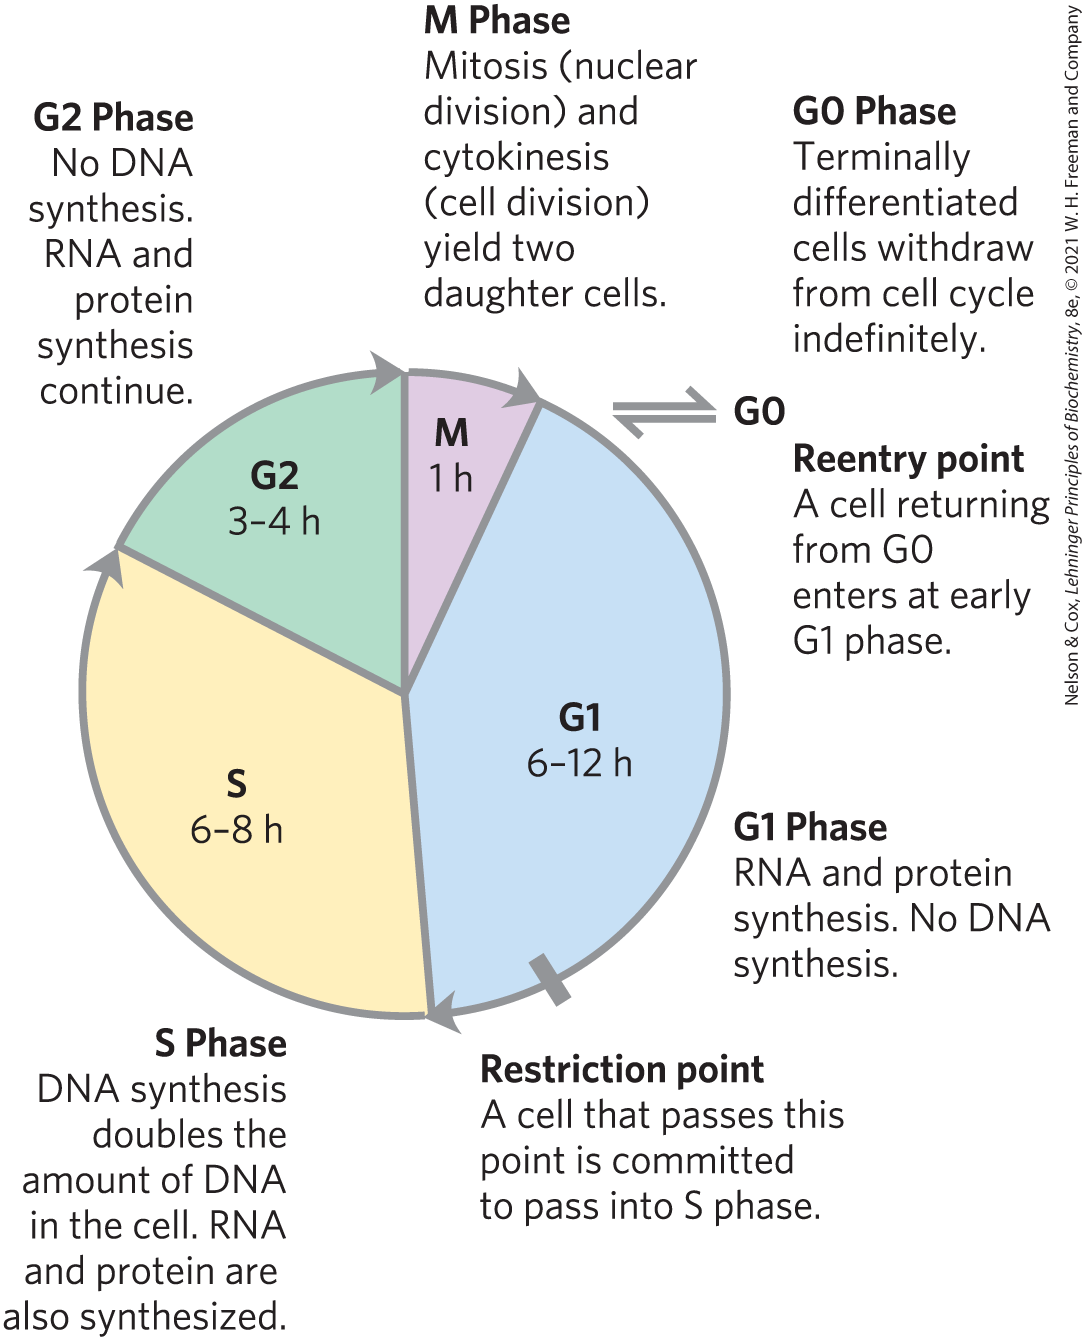 M Phase
Mitosis (nuclear
division) and
cytokinesis
(cell division)
yield two
daughter cells.
G2 Phase
No DNA
synthesis.
RNA and
protein
synthesis
continue.
G0 Phase
Terminally
differentiated
cells withdraw
from cell cycle
indefinitely.
G0
Reentry point
A cell returning
from G0
enters at early
G1 phase.
M
1 h
G2
3–4 h
G1
6–12 h
S
6–8 h
G1 Phase
RNA and protein
synthesis. No DNA
synthesis.
S Phase
DNA synthesis
doubles the
amount of DNA
in the cell. RNA
and protein are
also synthesized.
Restriction point
A cell that passes this
point is committed
to pass into S phase.
Nelson & Cox, Lehninger Principles of Biochemistry, 8e, © 2021 W. H. Freeman and Company